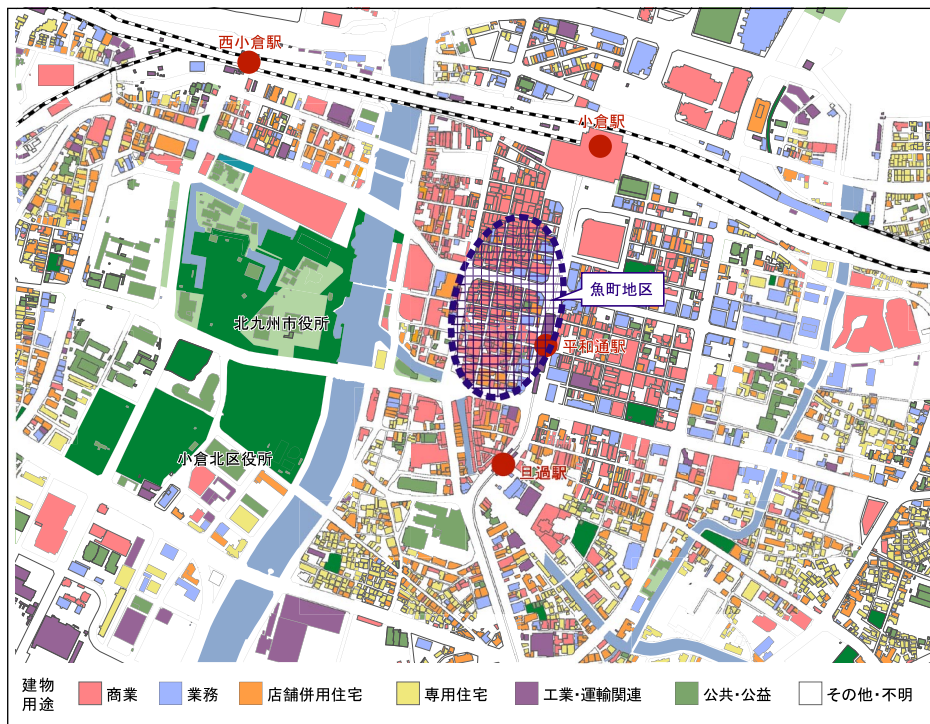 西小倉駅
小倉駅
魚町地区
北九州市役所
平和通駅
小倉北区役所
旦過駅
建物
用途
商業
業務
店舗併用住宅
専用住宅
工業・運輸関連
公共・公益
その他・不明